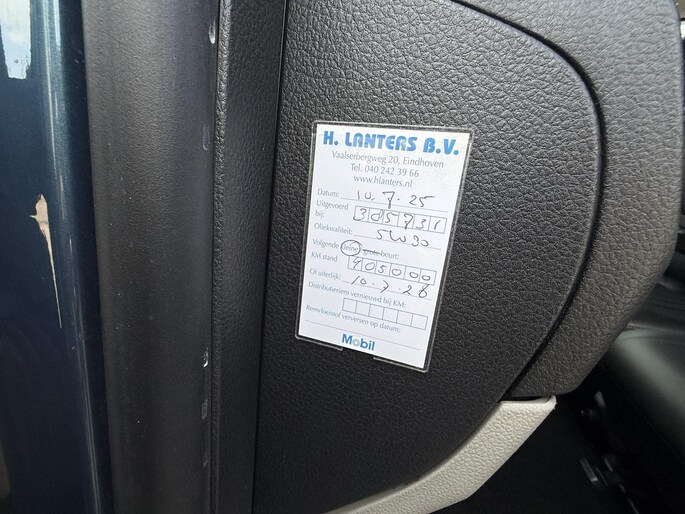 H. LANTERS B.V.
Vaalserbergweg 20, Eindhoven
Tel. 040 242 39 66
www.hlanters.nl
Datum: 10.7.25
Uitgevoerd bij: 385731
Oliekwaliteit: 5W30
Volgende kleine grote beurt:
KM stand 405000
Of uiterlijk: 10.7.26
Distributieriem vernieuwd bij KM:
Remvloeistof verversen op datum:
Mobil